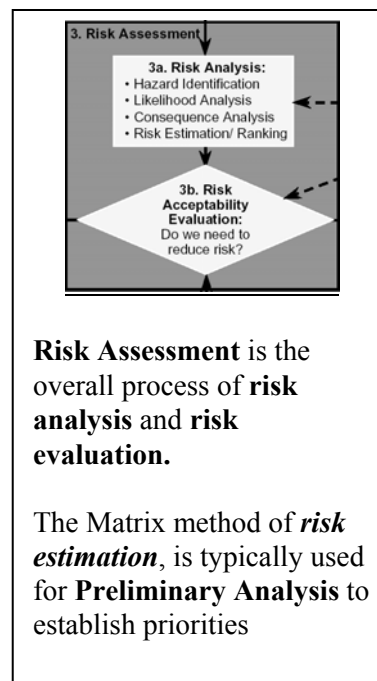 3. Risk Assessment
3a. Risk Analysis:
• Hazard Identification
• Likelihood Analysis
• Consequence Analysis
• Risk Estimation/ Ranking
3b. Risk
Acceptability
Evaluation:
Do we need to
reduce risk?
Risk Assessment is the
overall process of risk
analysis and risk
evaluation.
The Matrix method of risk
estimation, is typically used
for Preliminary Analysis to
establish priorities